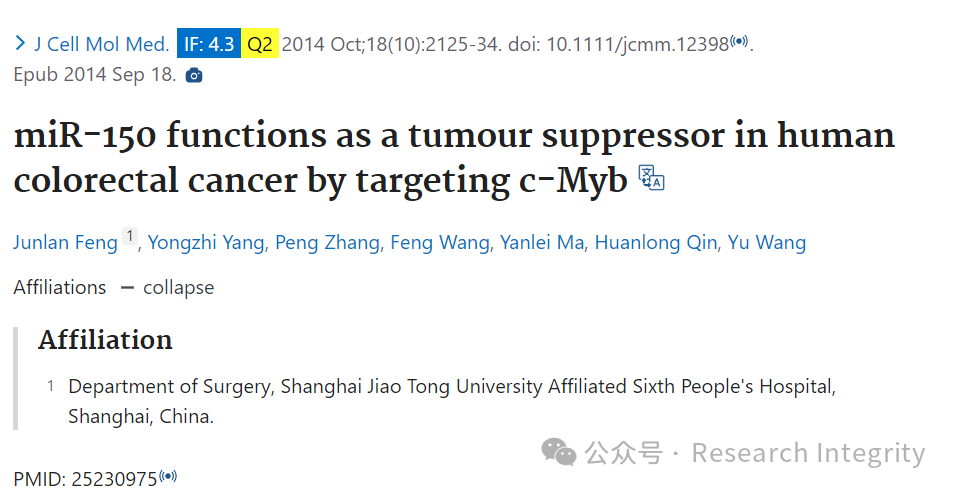 J Cell Mol Med. IF: 4.3 Q2 2014 Oct;18(10):2125-34. doi: 10.1111/jcmm.12398.
Epub 2014 Sep 18.
miR-150 functions as a tumour suppressor in human
colorectal cancer by targeting c-Myb
Junlan Feng 1, Yongzhi Yang, Peng Zhang, Feng Wang, Yanlei Ma, Huanlong Qin, Yu Wang
Affiliations — collapse
Affiliation
1 Department of Surgery, Shanghai Jiao Tong University Affiliated Sixth People's Hospital,
Shanghai, China.
公众号 · Research Integrity
PMID: 25230975